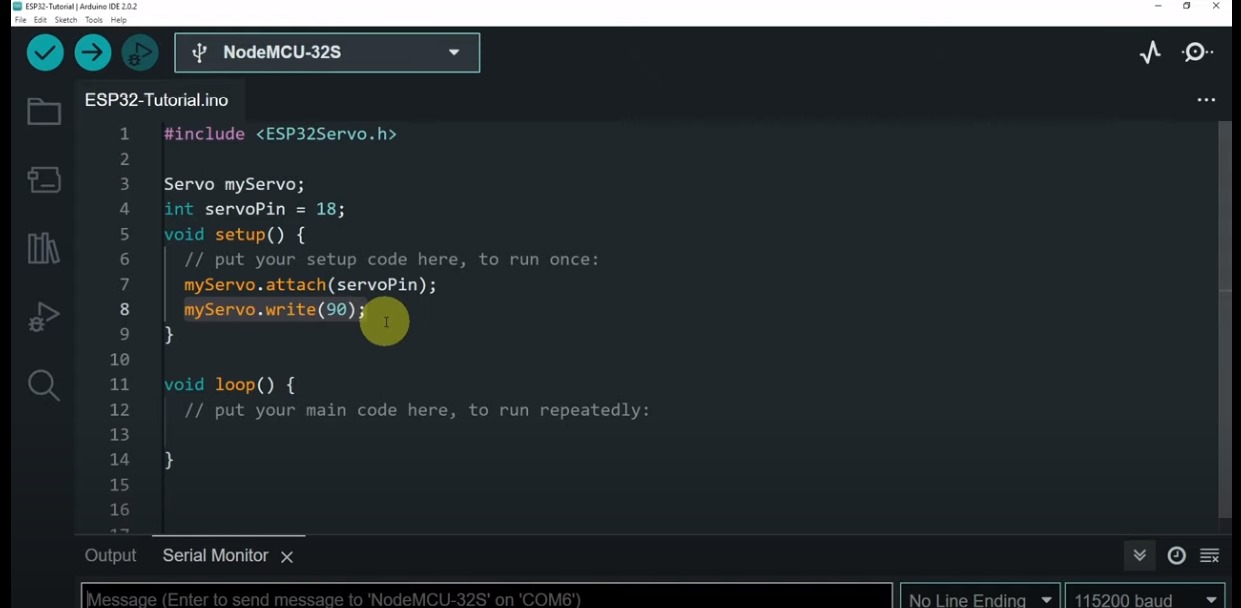 ESP32-Tutorial | Arduino IDE 2.0.2
File Edit Sketch Tools Help
NodeMCU-32S
ESP32-Tutorial.ino
1 #include <ESP32Servo.h>
2
3 Servo myServo;
4 int servoPin = 18;
5 void setup() {
6 // put your setup code here, to run once:
7 myServo.attach(servoPin);
8 myServo.write(90);
9 }
10
11 void loop() {
12 // put your main code here, to run repeatedly:
13
14 }
15
16
17
Output Serial Monitor
Message (Enter to send message to 'NodeMCU-32S' on 'COM6')
No Line Ending
115200 baud